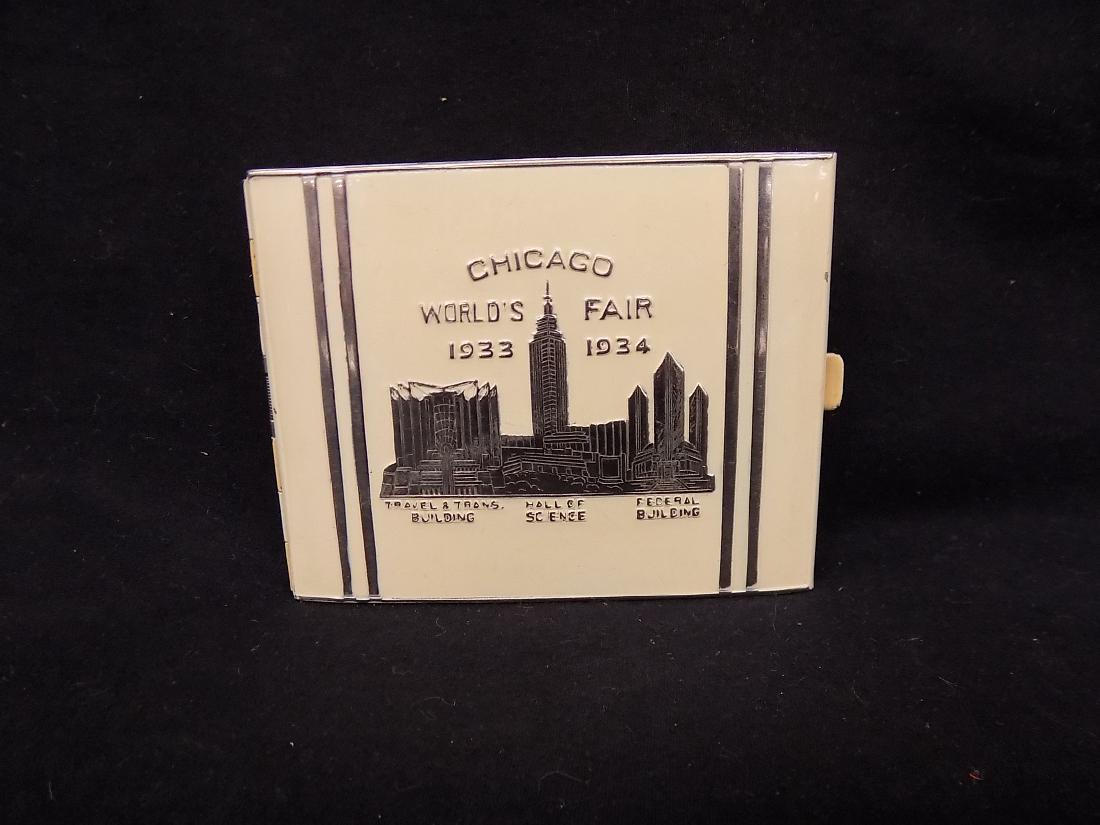 CHICAGO
WORLD'S FAIR
1933 1934
TRAVEL & TRANS. BUILDING
HALL OF SCIENCE
FEDERAL BUILDING